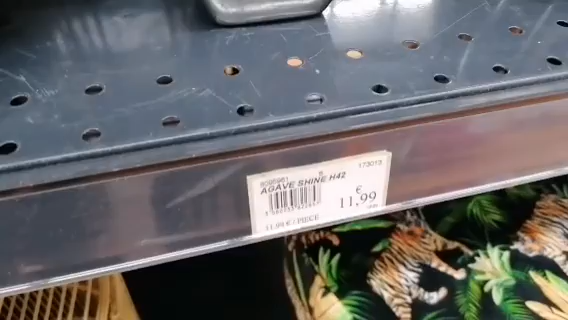 173013
AGAVE SHINE H42
€
11.99
11.99 € / PIECE